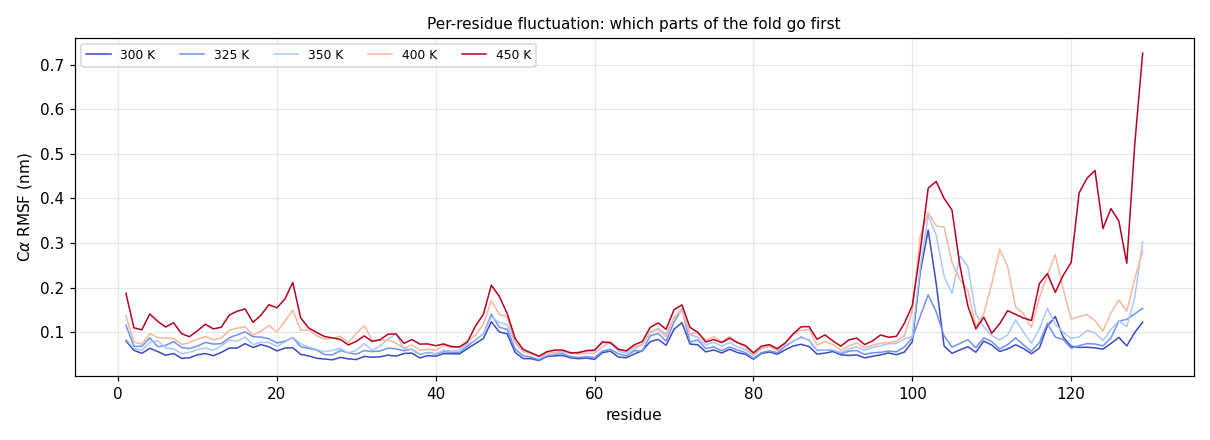 Per-residue fluctuation: which parts of the fold go first
300 K 325 K 350 K 400 K 450 K
Cα RMSF (nm)
0.7
0.6
0.5
0.4
0.3
0.2
0.1
0 20 40 60 80 100 120
residue